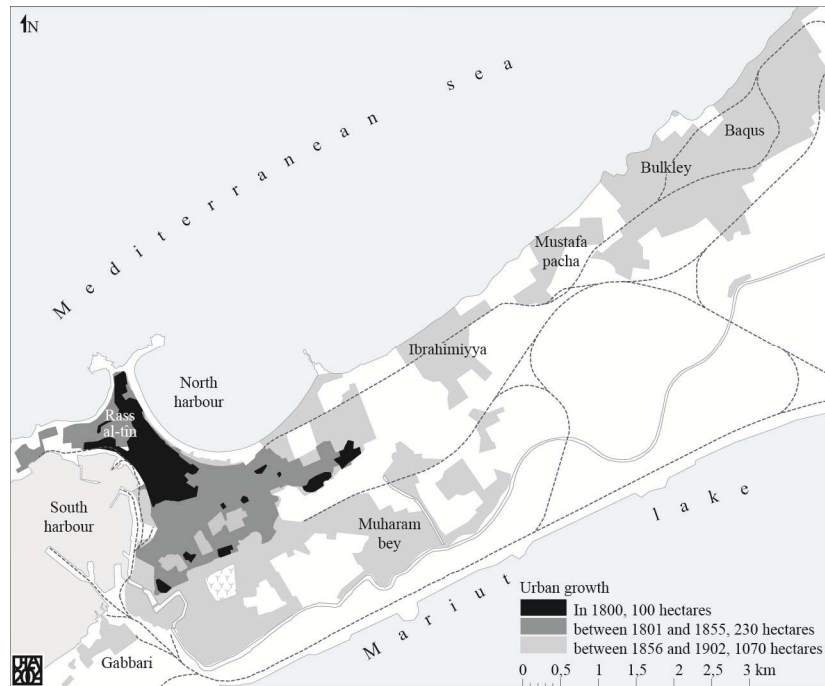 N
Mediterranean sea
Baqus
Bulkley
Mustafa
pacha
Ibrahimiyya
North
harbour
Rass
al-tin
South
harbour
Muharam
bey
Gabbari
Mariut lake
Urban growth
In 1800, 100 hectares
between 1801 and 1855, 230 hectares
between 1856 and 1902, 1070 hectares
0 0,5 1 1,5 2 2,5 3 km